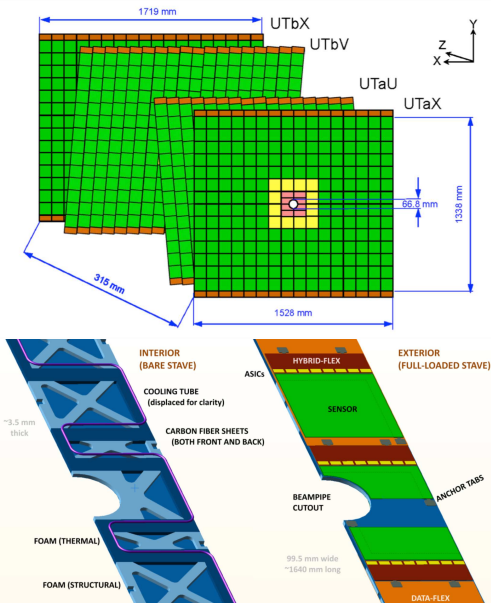 1719 mm
UTbX
UTbV
UTaU
UTaX
Y
Z
X
66.8 mm
1338 mm
315 mm
1528 mm
INTERIOR
(BARE STAVE)
COOLING TUBE
(displaced for clarity)
~3.5 mm
thick
CARBON FIBER SHEETS
(BOTH FRONT AND BACK)
FOAM (THERMAL)
FOAM (STRUCTURAL)
HYBRID-FLEX
EXTERIOR
(FULL-LOADED STAVE)
ASICs
SENSOR
BEAMPIPE
CUTOUT
ANCHOR TABS
99.5 mm wide
~1640 mm long
DATA-FLEX